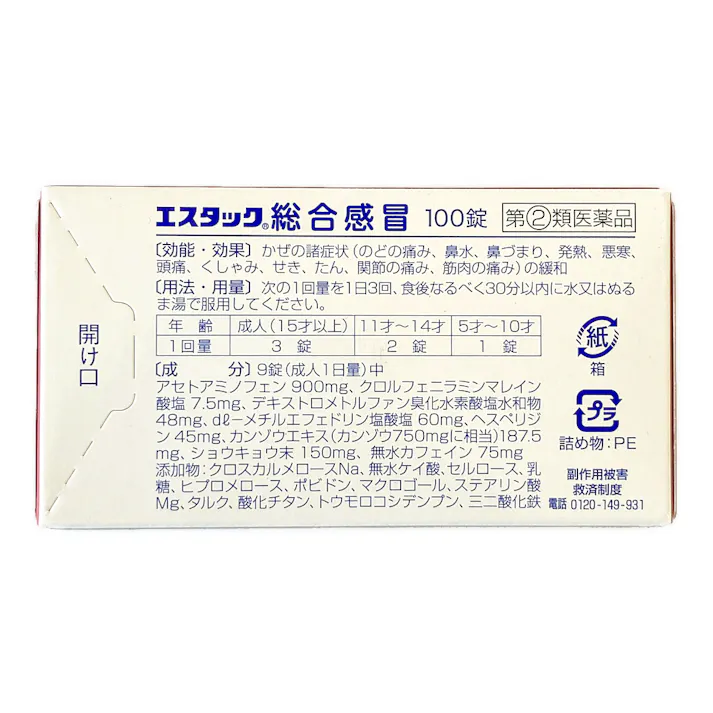 エスタック®総合感冒 100錠 第②類医薬品
〔効能・効果〕かぜの諸症状(のどの痛み、鼻水、鼻づまり、発熱、悪寒、
頭痛、くしゃみ、せき、たん、関節の痛み、筋肉の痛み)の緩和
〔用法・用量〕次の1回量を1日3回、食後なるべく30分以内に水又はぬる
ま湯で服用してください。
年齢 成人(15才以上) 11才〜14才 5才〜10才
1回量 3錠 2錠 1錠
〔成 分〕9錠(成人1日量)中
アセトアミノフェン 900mg、クロルフェニラミンマレイン
酸塩 7.5mg、デキストロメトルファン臭化水素酸塩水和物
48mg、dℓ-メチルエフェドリン塩酸塩 60mg、ヘスペリジ
ン 45mg、カンゾウエキス(カンゾウ750mgに相当)187.5
mg、ショウキョウ末 150mg、無水カフェイン 75mg
添加物:クロスカルメロースNa、無水ケイ酸、セルロース、乳
糖、ヒプロメロース、ポビドン、マクロゴール、ステアリン酸
Mg、タルク、酸化チタン、トウモロコシデンプン、三二酸化鉄
開け口
紙
箱
プラ
詰め物:PE
副作用被害
救済制度
電話 0120-149-931